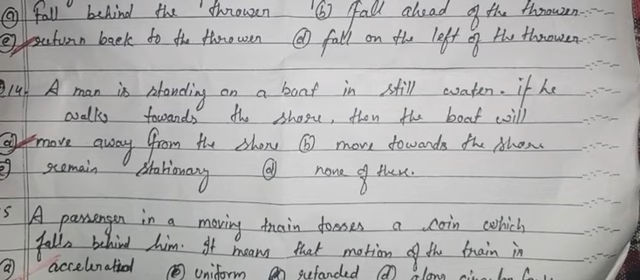 (a) fall behind the thrower (b) fall ahead of the thrower
(c) return back to the thrower (d) fall on the left of the thrower
Q14. A man is standing on a boat in still water. if he
walks towards the shore, then the boat will
(a) move away from the shore (b) move towards the shore
(c) remain stationary (d) none of these.
5 A passenger in a moving train tosses a coin which
falls behind him. It means that motion of the train is
(a) accelerated (b) uniform (c) retarded (d) along circular